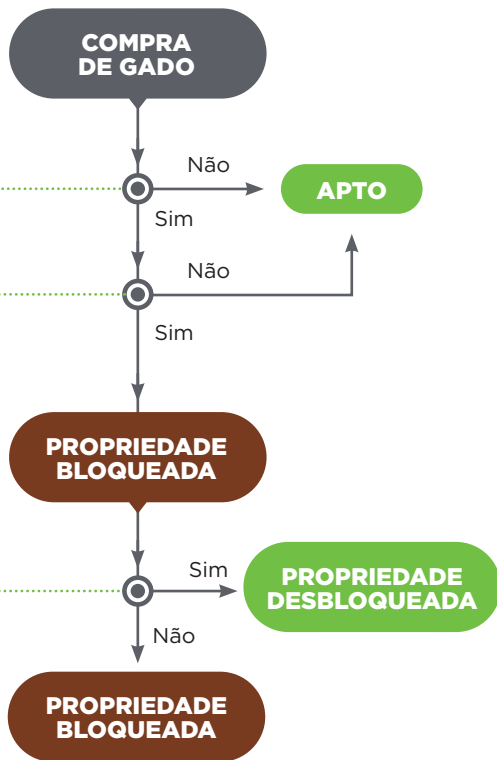 COMPRA
DE GADO
Não
APTO
Sim
Não
Sim
PROPRIEDADE
BLOQUEADA
Sim
PROPRIEDADE
DESBLOQUEADA
Não
PROPRIEDADE
BLOQUEADA